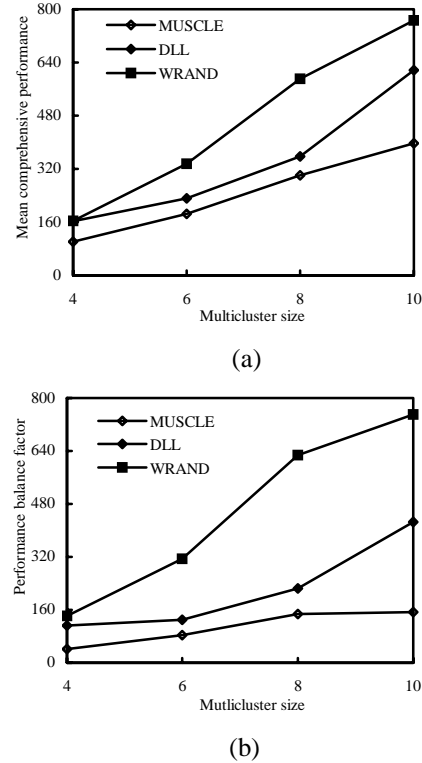 800
640
480
320
160
0
Mean comprehensive performance
MUSCLE
DLL
WRAND
4
6
8
10
Multicluster size
(a)
800
640
480
320
160
0
Performance balance factor
MUSCLE
DLL
WRAND
4
6
8
10
Mutlicluster size
(b)